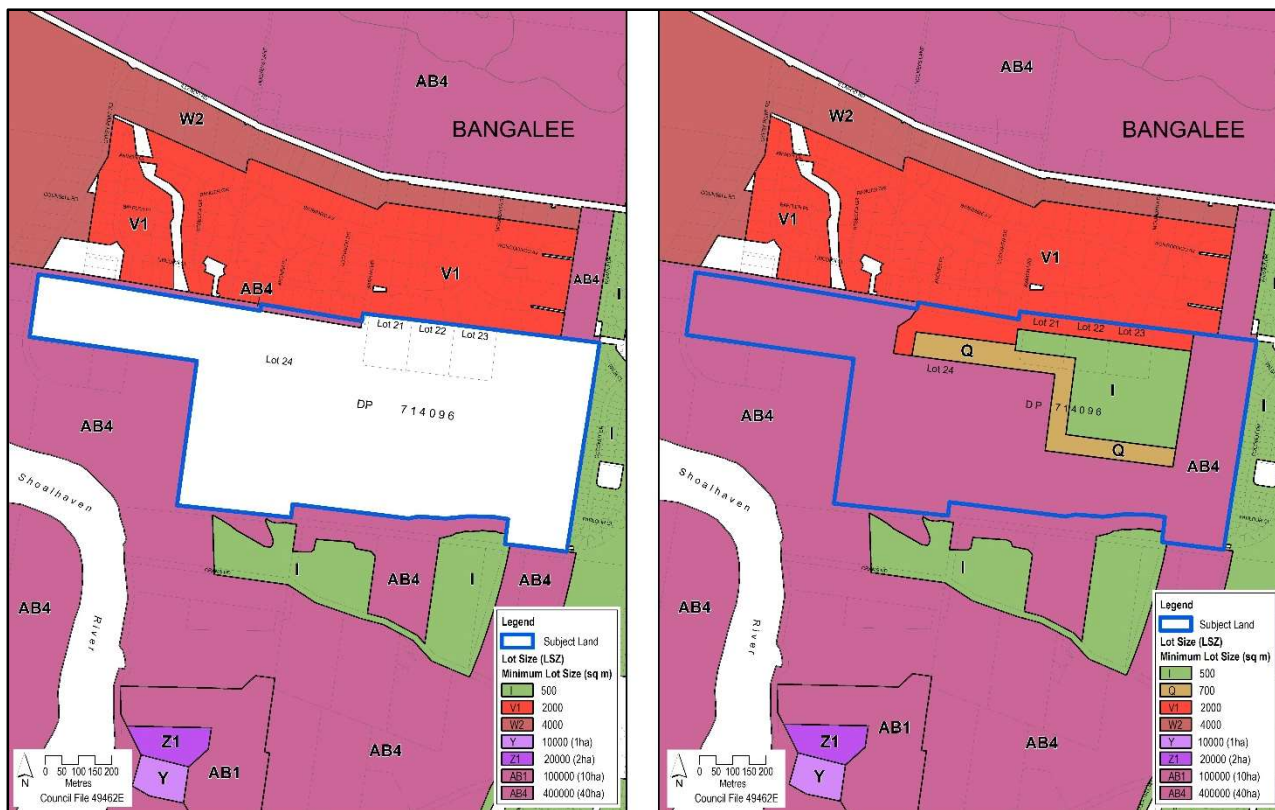 AB4
BANGALEE
W2
V1
V1
AB4
AB4
I
Lot 21 Lot 22 Lot 23
Lot 24
DP 714096
I
AB4
Shoalhaven
River
I
AB4
I
AB4
AB4
Z1
Y
AB1
AB4
N
0 50 100 150 200
Metres
Council File 49462E
Legend
Subject Land
Lot Size (LSZ)
Minimum Lot Size (sq m)
I 500
V1 2000
W2 4000
Y 10000 (1ha)
Z1 20000 (2ha)
AB1 100000 (10ha)
AB4 400000 (40ha)
AB4
BANGALEE
W2
V1
V1
I
Lot 21 Lot 22 Lot 23
Q
Lot 24
I
DP 714096
I
Q
AB4
AB4
Shoalhaven
River
I
AB4
Z1
Y
AB1
AB4
N
0 50 100 150 200
Metres
Council File 49462E
Legend
Subject Land
Lot Size (LSZ)
Minimum Lot Size (sq m)
I 500
Q 700
V1 2000
W2 4000
Y 10000 (1ha)
Z1 20000 (2ha)
AB1 100000 (10ha)
AB4 400000 (40ha)